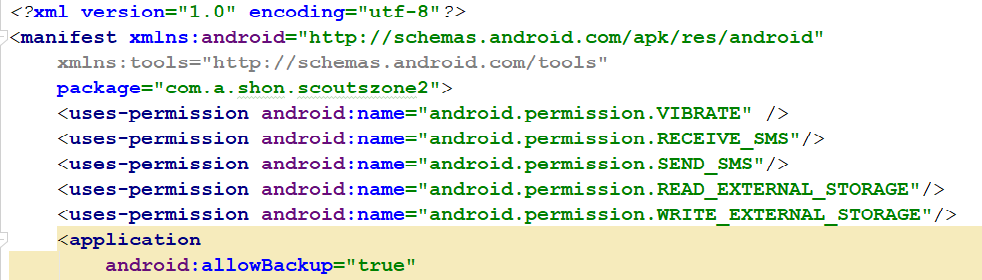 <?xml version="1.0" encoding="utf-8"?>
<manifest xmlns:android="http://schemas.android.com/apk/res/android"
xmlns:tools="http://schemas.android.com/tools"
package="com.a.shon.scoutszone2">
<uses-permission android:name="android.permission.VIBRATE" />
<uses-permission android:name="android.permission.RECEIVE_SMS"/>
<uses-permission android:name="android.permission.SEND_SMS"/>
<uses-permission android:name="android.permission.READ_EXTERNAL_STORAGE"/>
<uses-permission android:name="android.permission.WRITE_EXTERNAL_STORAGE"/>
<application
android:allowBackup="true"